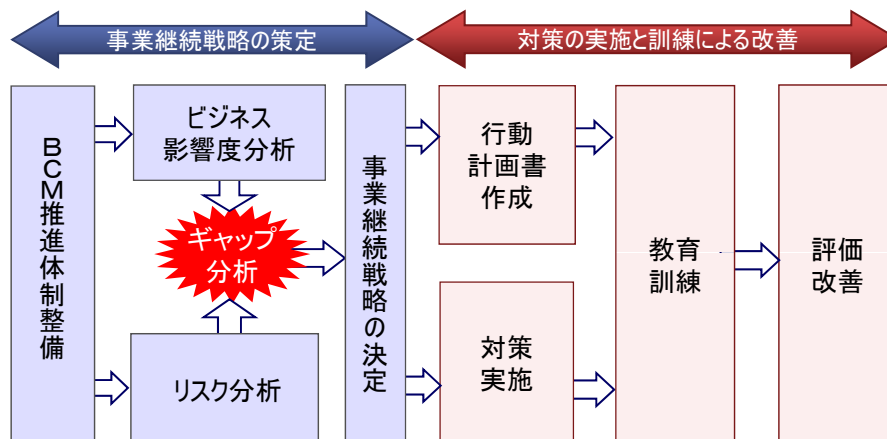 事業継続戦略の策定
対策の実施と訓練による改善
BCM推進体制整備
ビジネス
影響度分析
ギャップ
分析
リスク分析
事業継続戦略の決定
行動
計画書
作成
対策
実施
教育
訓練
評価
改善